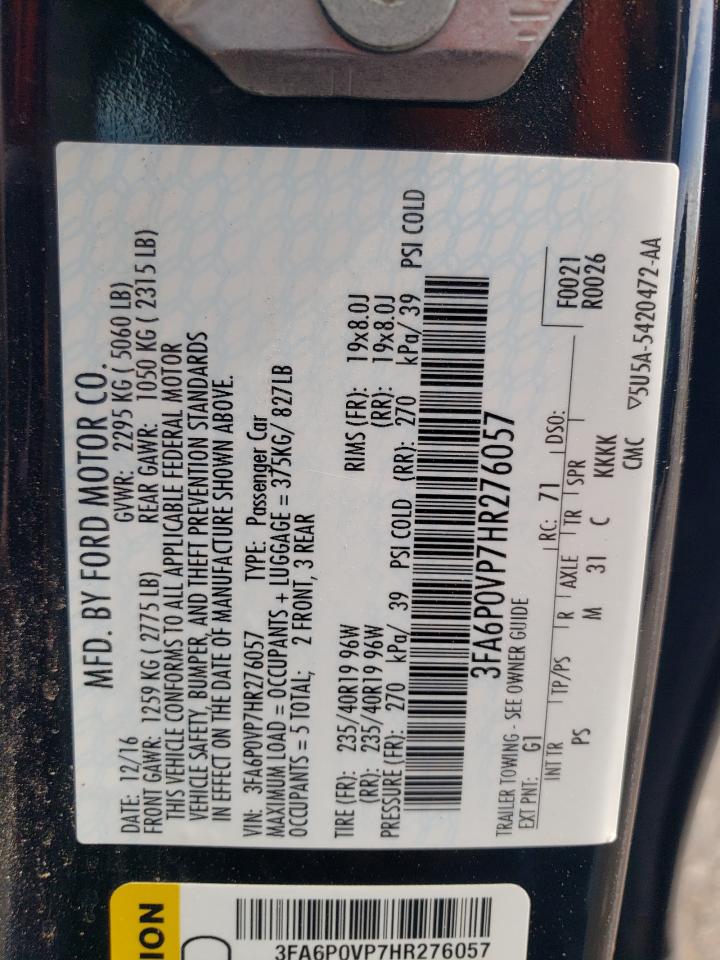 MFD. BY FORD MOTOR CO.
DATE: 12/16 GVWR: 2295 KG ( 5060 LB)
FRONT GAWR: 1259 KG ( 2775 LB) REAR GAWR: 1050 KG ( 2315 LB)
THIS VEHICLE CONFORMS TO ALL APPLICABLE FEDERAL MOTOR
VEHICLE SAFETY, BUMPER, AND THEFT PREVENTION STANDARDS
IN EFFECT ON THE DATE OF MANUFACTURE SHOWN ABOVE.
VIN: 3FA6P0VP7HR276057 TYPE: Passenger Car
MAXIMUM LOAD = OCCUPANTS + LUGGAGE = 375KG/ 827LB
OCCUPANTS = 5 TOTAL; 2 FRONT, 3 REAR
TIRE (FR): 235/40R19 96W RIMS (FR): 19x8.0J
(RR): 235/40R19 96W (RR): 19x8.0J
PRESSURE (FR): 270 kPa/ 39 PSI COLD (RR): 270 kPa/ 39 PSI COLD
3FA6P0VP7HR276057
TRAILER TOWING - SEE OWNER GUIDE
EXT PNT: G1 RC: 71 DSO: F0021
R0026
INT TR TP/PS R AXLE TR SPR
PS M 31 C KKKK
CMC ▽5U5A-5420472-AA
ION
3FA6P0VP7HR276057